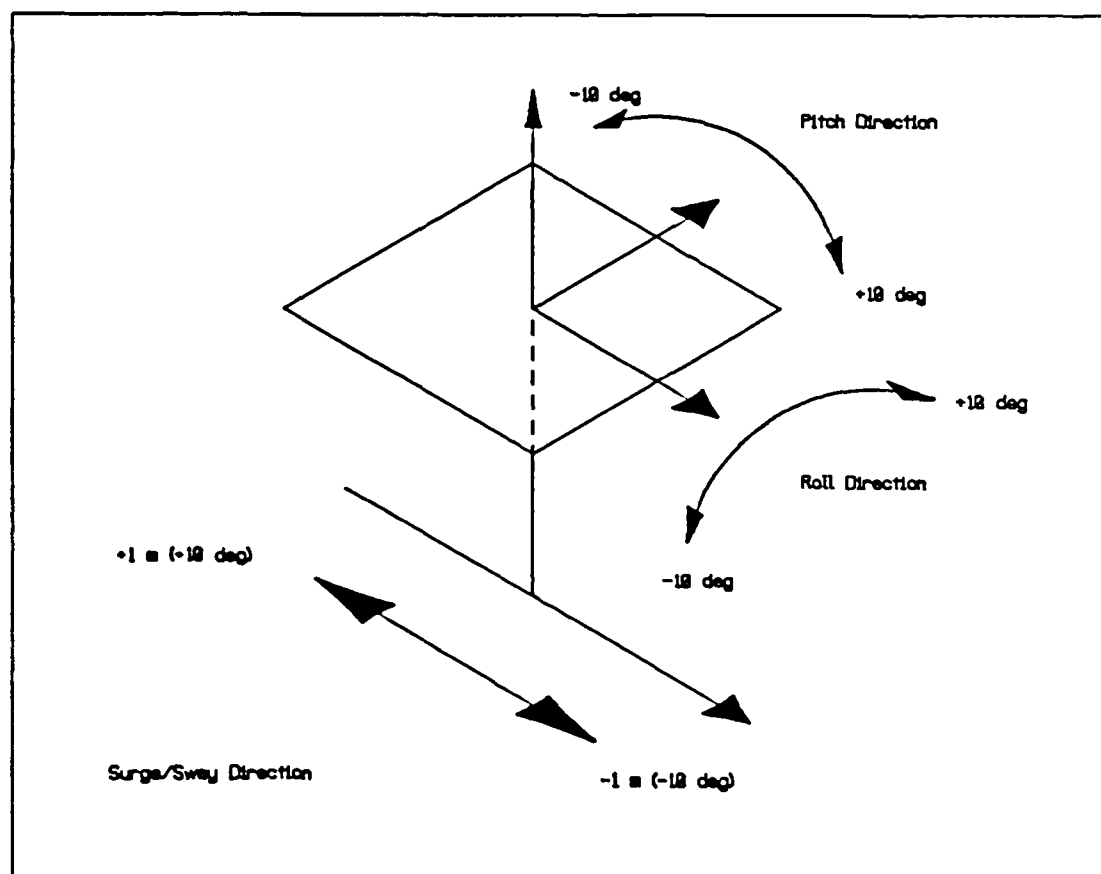 -10 deg
Pitch Direction
+10 deg
+10 deg
Roll Direction
+1 m (+10 deg)
-10 deg
Surge/Sway Direction
-1 m (-10 deg)